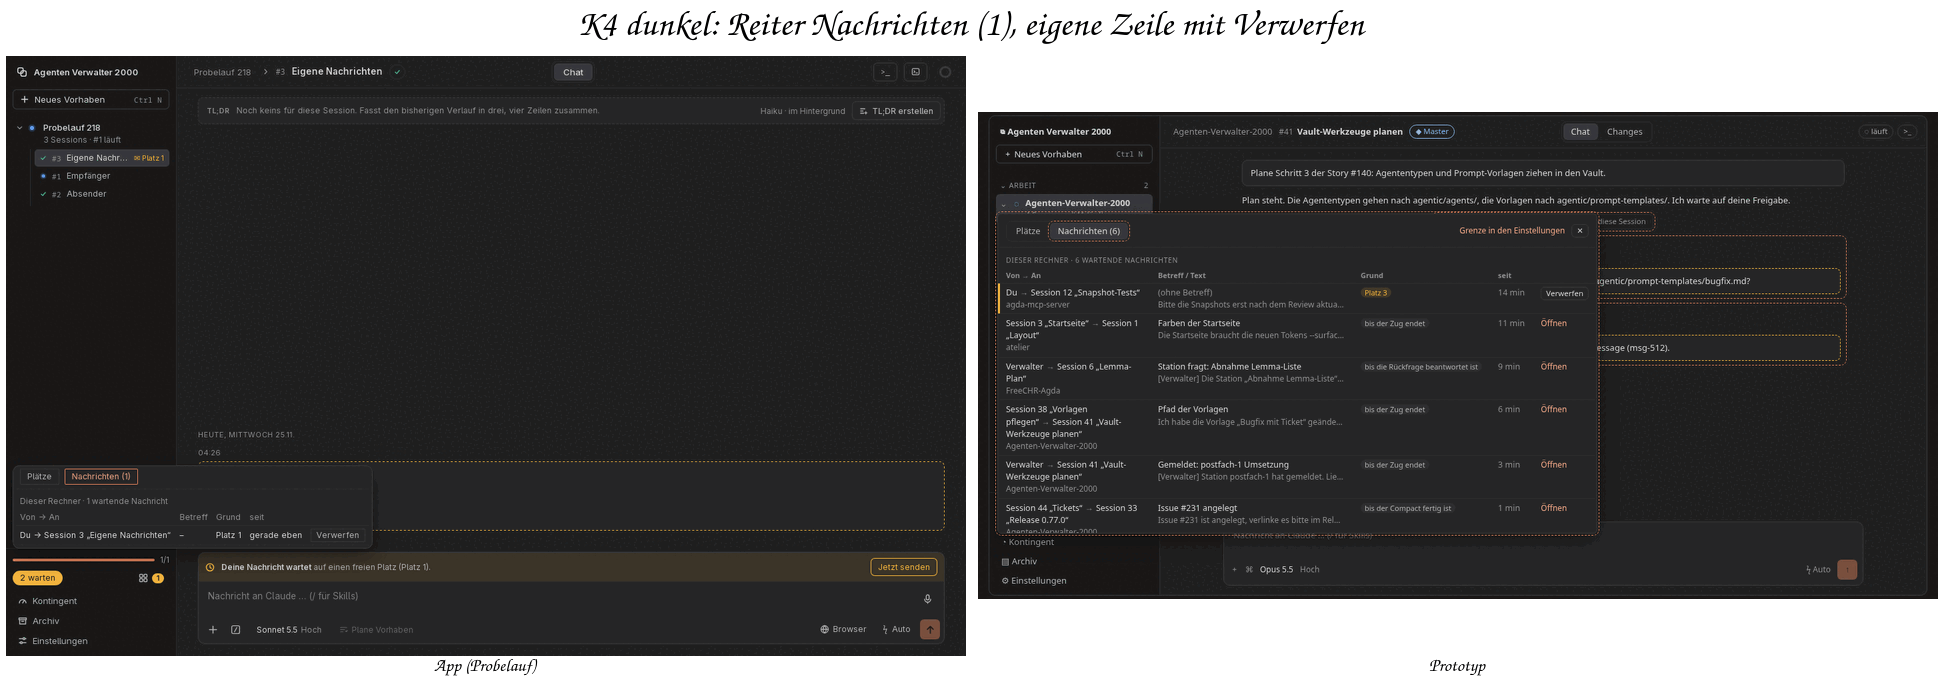 K4 dunkel: Reiter Nachrichten (1), eigene Zeile mit Verwerfen
Agenten Verwalter 2000
Probelauf 218 > #3 Eigene Nachrichten
Chat
+ Neues Vorhaben Ctrl N
TL;DR Noch keins für diese Session. Fasst den bisherigen Verlauf in drei, vier Zeilen zusammen.
Haiku · im Hintergrund
TL;DR erstellen
Probelauf 218
3 Sessions · #1 läuft
#3 Eigene Nachr... Platz 1
#1 Empfänger
#2 Absender
HEUTE, MITTWOCH 25.11.
04:26
Plätze Nachrichten (1)
Dieser Rechner · 1 wartende Nachricht
Von → An Betreff Grund seit
Du → Session 3 „Eigene Nachrichten“ – Platz 1 gerade eben Verwerfen
1/1
2 warten 1
Deine Nachricht wartet auf einen freien Platz (Platz 1).
Jetzt senden
Kontingent
Archiv
Einstellungen
Nachricht an Claude ... (/ für Skills)
Sonnet 5.5 Hoch Plane Vorhaben
Browser Auto
App (Probelauf)
Agenten Verwalter 2000
Agenten-Verwalter-2000 #41 Vault-Werkzeuge planen ◆ Master
Chat Changes
läuft >_
+ Neues Vorhaben Ctrl N
Plane Schritt 3 der Story #140: Agententypen und Prompt-Vorlagen ziehen in den Vault.
ARBEIT 2
Agenten-Verwalter-2000
Plan steht. Die Agententypen gehen nach agentic/agents/, die Vorlagen nach agentic/prompt-templates/. Ich warte auf deine Freigabe.
diese Session
Plätze Nachrichten (6)
Grenze in den Einstellungen ×
DIESER RECHNER · 6 WARTENDE NACHRICHTEN
Von → An Betreff / Text Grund seit
Du → Session 12 „Snapshot-Tests“ (ohne Betreff) Platz 3 14 min Verwerfen
agda-mcp-server Bitte die Snapshots erst nach dem Review aktua...
gentic/prompt-templates/bugfix.md?
Session 3 „Startseite“ → Session 1 Farben der Startseite bis der Zug endet 11 min Öffnen
„Layout“ Die Startseite braucht die neuen Tokens --surfac...
atelier
essage (msg-512).
Verwalter → Session 6 „Lemma- Station fragt: Abnahme Lemma-Liste bis die Rückfrage beantwortet ist 9 min Öffnen
Plan“ [Verwalter] Die Station „Abnahme Lemma-Liste“...
FreeCHR-Agda
Session 38 „Vorlagen Pfad der Vorlagen bis der Zug endet 6 min Öffnen
pflegen“ → Session 41 „Vault- Ich habe die Vorlage „Bugfix mit Ticket“ geände...
Werkzeuge planen“
Agenten-Verwalter-2000
Verwalter → Session 41 „Vault- Gemeldet: postfach-1 Umsetzung bis der Zug endet 3 min Öffnen
Werkzeuge planen“ [Verwalter] Station postfach-1 hat gemeldet. Lie...
Agenten-Verwalter-2000
Session 44 „Tickets“ → Session 33 Issue #231 angelegt bis der Compact fertig ist 1 min Öffnen
„Release 0.77.0“ Issue #231 ist angelegt, verlinke es bitte im Rel...
Agenten-Verwalter-2000
Nachricht an Claude ... (/ für Skills)
Kontingent
Archiv
Einstellungen
+ ⌘ Opus 5.5 Hoch
Auto
Prototyp